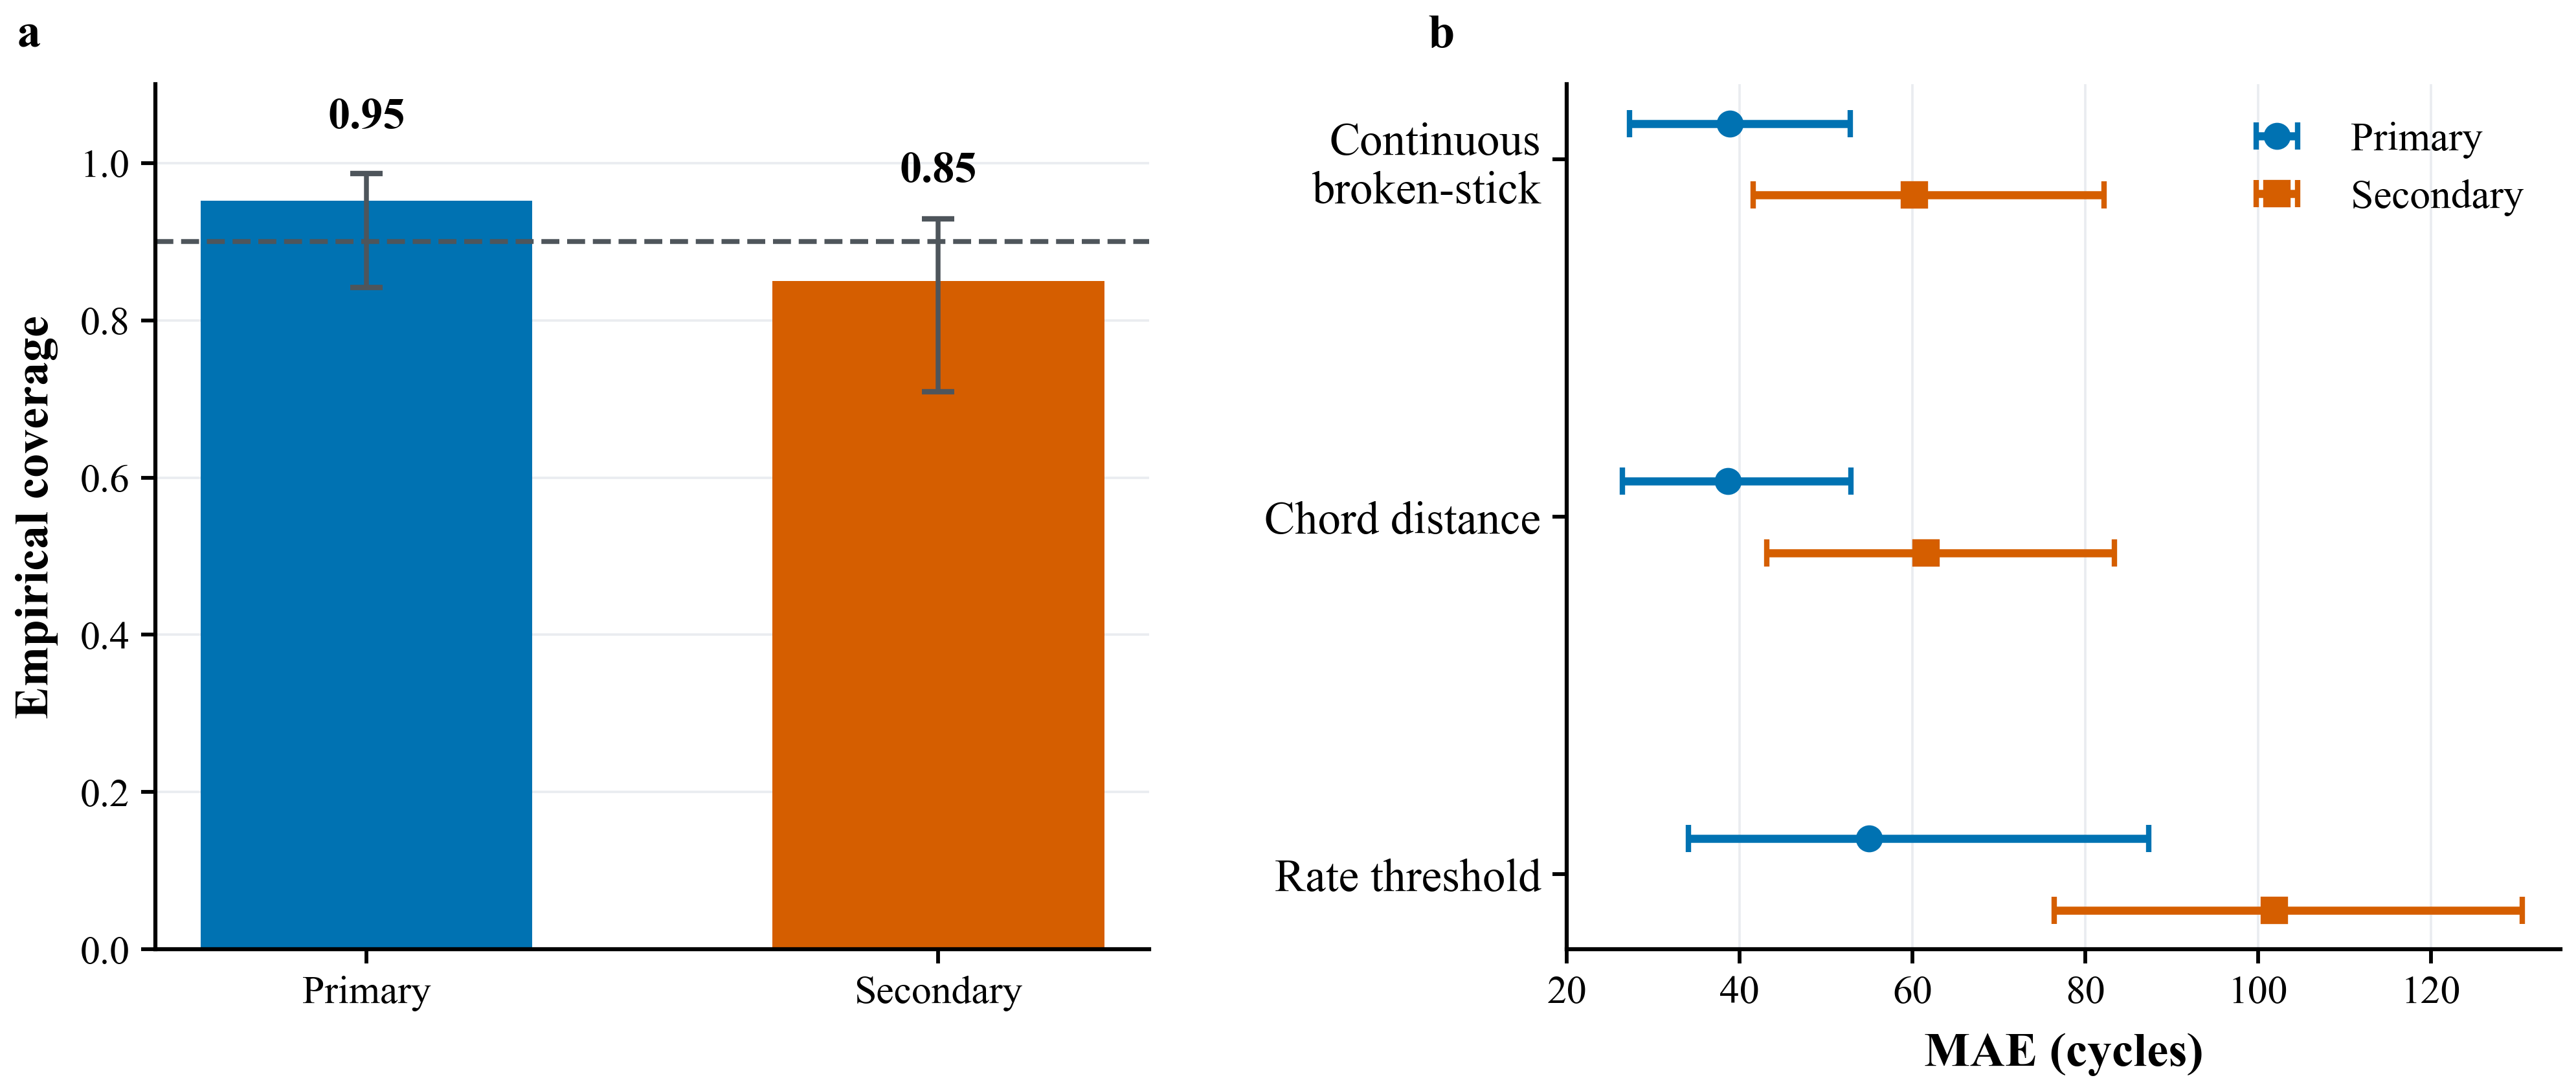 a
0.95
0.85
1.0
0.8
0.6
0.4
0.2
0.0
Empirical coverage
Primary
Secondary
b
Continuous
broken-stick
Chord distance
Rate threshold
Primary
Secondary
20
40
60
80
100
120
MAE (cycles)